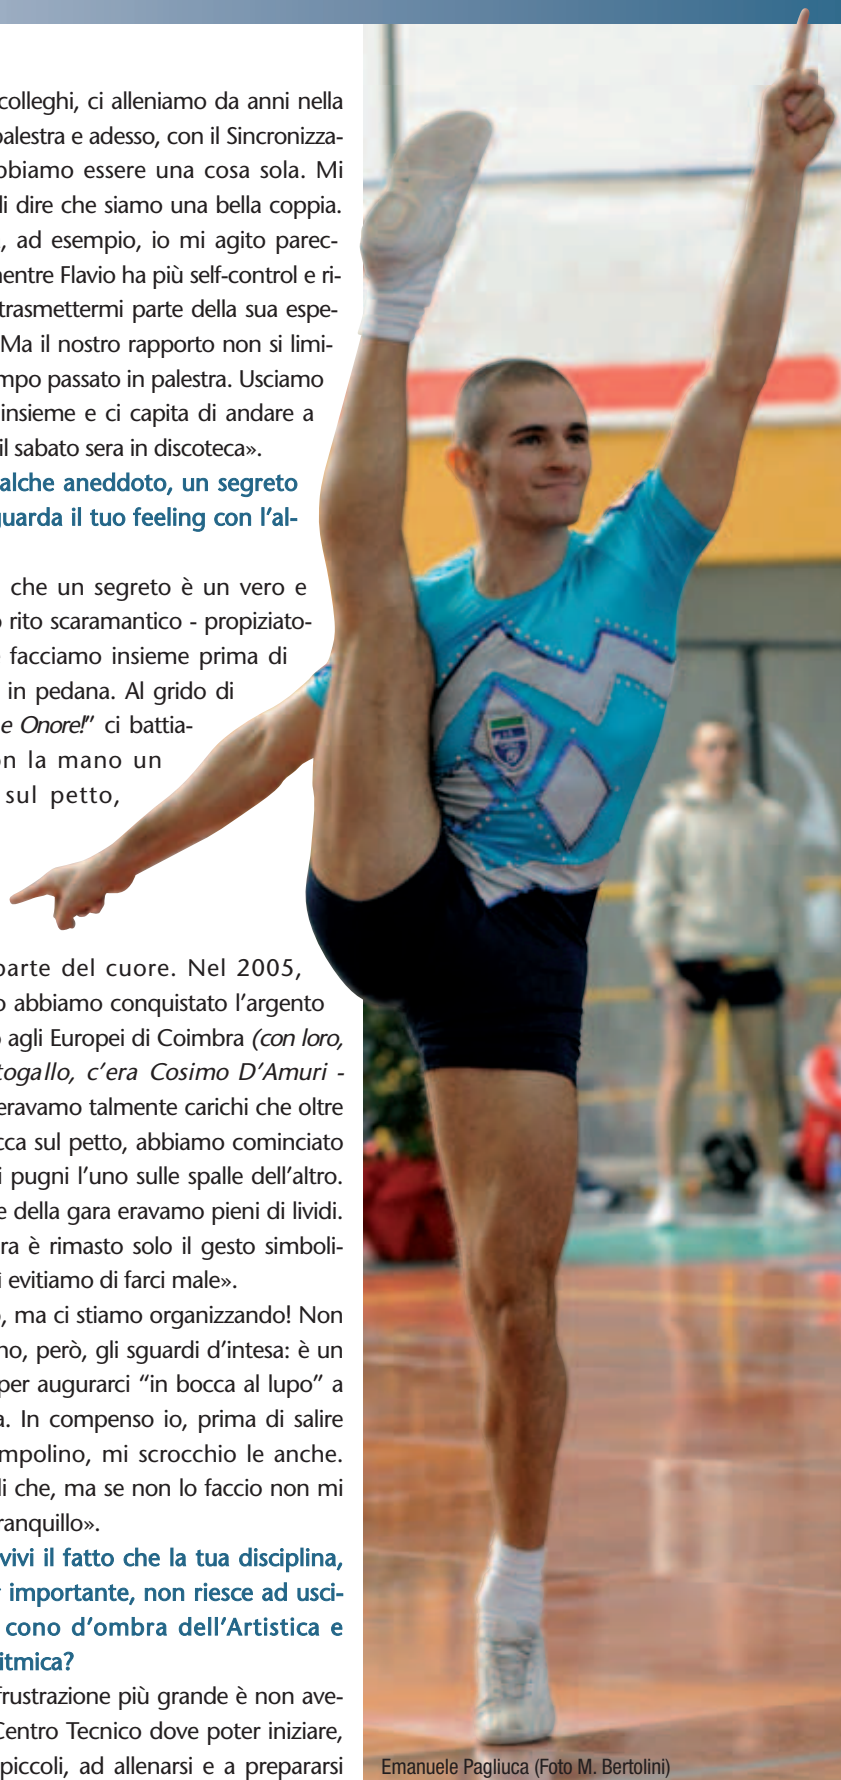 colleghi, ci alleniamo da anni nella
palestra e adesso, con il Sincronizza-
bbiamo essere una cosa sola. Mi
di dire che siamo una bella coppia.
, ad esempio, io mi agito parec-
mentre Flavio ha più self-control e ri-
trasmettermi parte della sua espe-
Ma il nostro rapporto non si limi-
mpo passato in palestra. Usciamo
insieme e ci capita di andare a
il sabato sera in discoteca».
alche aneddoto, un segreto
guarda il tuo feeling con l’al-
che un segreto è un vero e
o rito scaramantico - propiziato-
facciamo insieme prima di
in pedana. Al grido di
e Onore!” ci battia-
on la mano un
sul petto,
parte del cuore. Nel 2005,
o abbiamo conquistato l’argento
o agli Europei di Coimbra (con loro,
togallo, c’era Cosimo D’Amuri -
eravamo talmente carichi che oltre
cca sul petto, abbiamo cominciato
i pugni l’uno sulle spalle dell’altro.
e della gara eravamo pieni di lividi.
ra è rimasto solo il gesto simboli-
ì evitiamo di farci male».
o, ma ci stiamo organizzando! Non
no, però, gli sguardi d’intesa: è un
per augurarci “in bocca al lupo” a
a. In compenso io, prima di salire
mpolino, mi scrocchio le anche.
di che, ma se non lo faccio non mi
ranquillo».
vivi il fatto che la tua disciplina,
r importante, non riesce ad usci-
cono d’ombra dell’Artistica e
itmica?
frustrazione più grande è non ave-
Centro Tecnico dove poter iniziare,
piccoli, ad allenarsi e a prepararsi
Emanuele Pagliuca (Foto M. Bertolini)